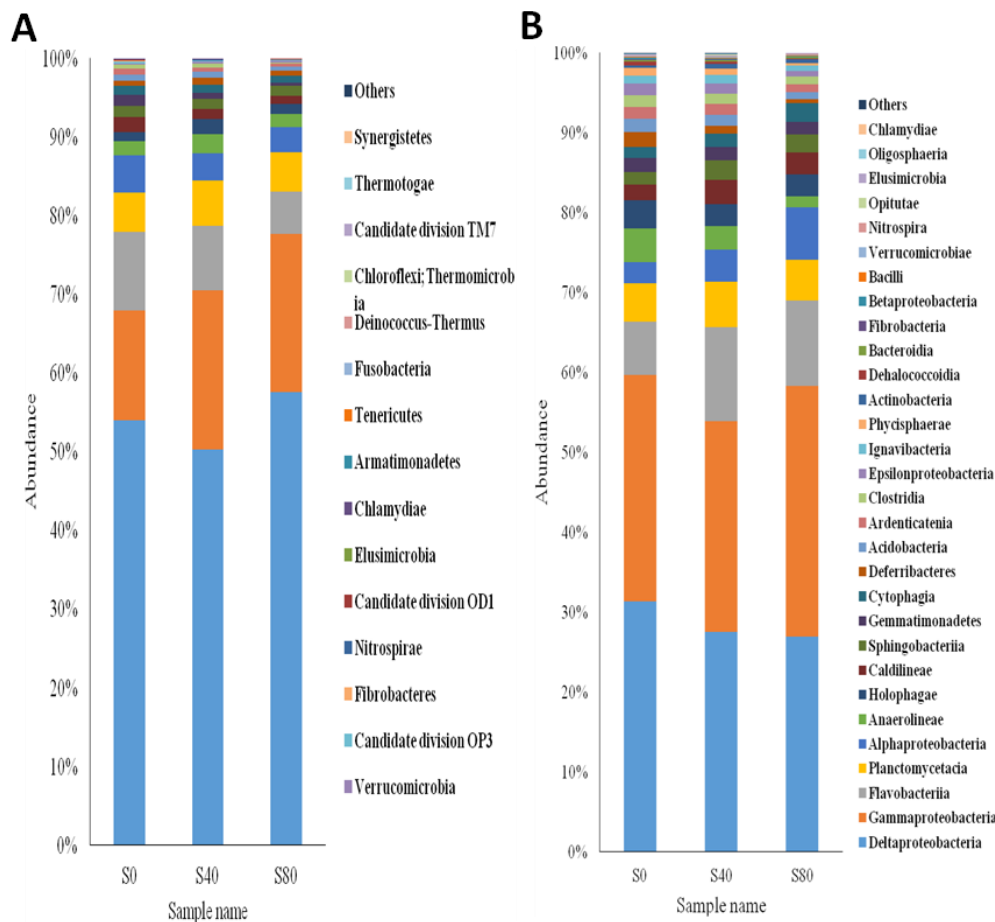 A
100%
90%
80%
70%
60%
50%
40%
30%
20%
10%
0%
Abundance
S0
S40
S80
Sample name
Others
Synergistetes
Thermotogae
Candidate division TM7
Chloroflexi; Thermomicrob
ia
Deinococcus-Thermus
Fusobacteria
Tenericutes
Armatimonadetes
Chlamydiae
Elusimicrobia
Candidate division OD1
Nitrospirae
Fibrobacteres
Candidate division OP3
Verrucomicrobia
B
100%
90%
80%
70%
60%
50%
40%
30%
20%
10%
0%
Abundance
S0
S40
S80
Sample name
Others
Chlamydiae
Oligosphaeria
Elusimicrobia
Opitutae
Nitrospira
Verrucomicrobiae
Bacilli
Betaproteobacteria
Fibrobacteria
Bacteroidia
Dehalococcoidia
Actinobacteria
Phycisphaerae
Ignavibacteria
Epsilonproteobacteria
Clostridia
Ardenticatenia
Acidobacteria
Deferribacteres
Cytophagia
Gemmatimonadetes
Sphingobacteriia
Caldilineae
Holophagae
Anaerolineae
Alphaproteobacteria
Planctomycetacia
Flavobacteriia
Gammaproteobacteria
Deltaproteobacteria